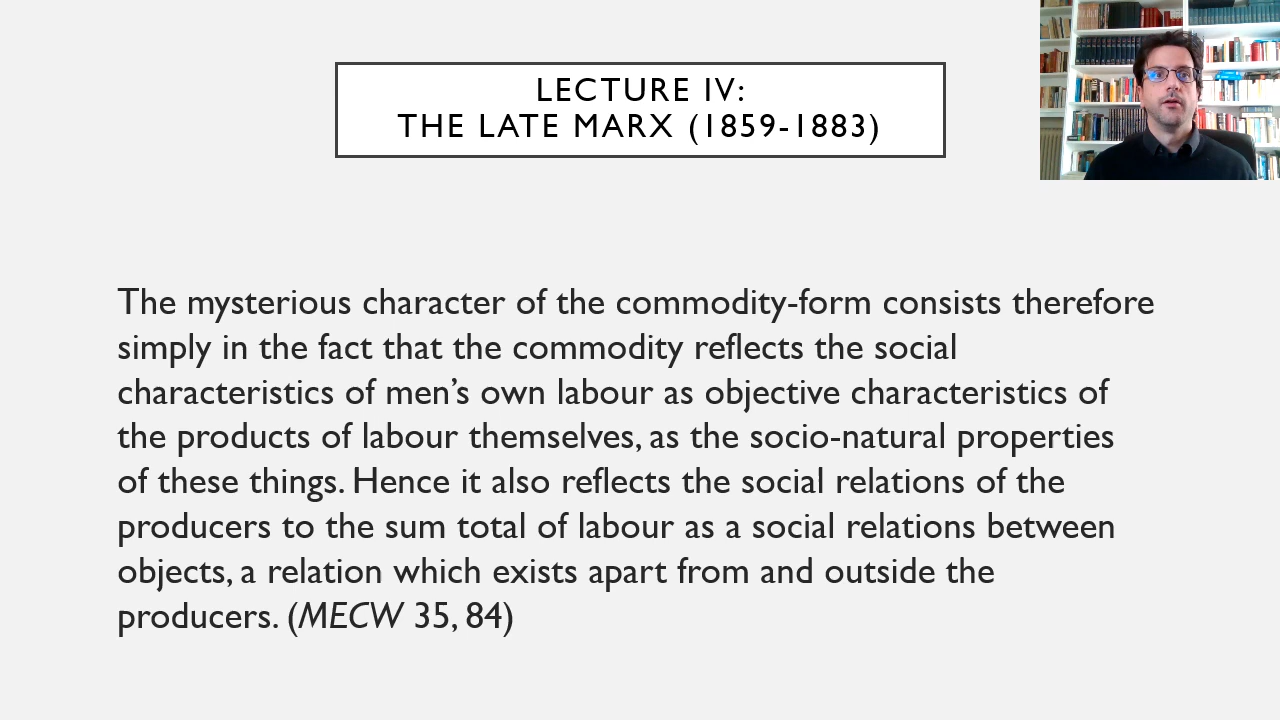 LECTURE IV:
THE LATE MARX (1859-1883)
The mysterious character of the commodity-form consists therefore
simply in the fact that the commodity reflects the social
characteristics of men’s own labour as objective characteristics of
the products of labour themselves, as the socio-natural properties
of these things. Hence it also reflects the social relations of the
producers to the sum total of labour as a social relations between
objects, a relation which exists apart from and outside the
producers. (MECW 35, 84)